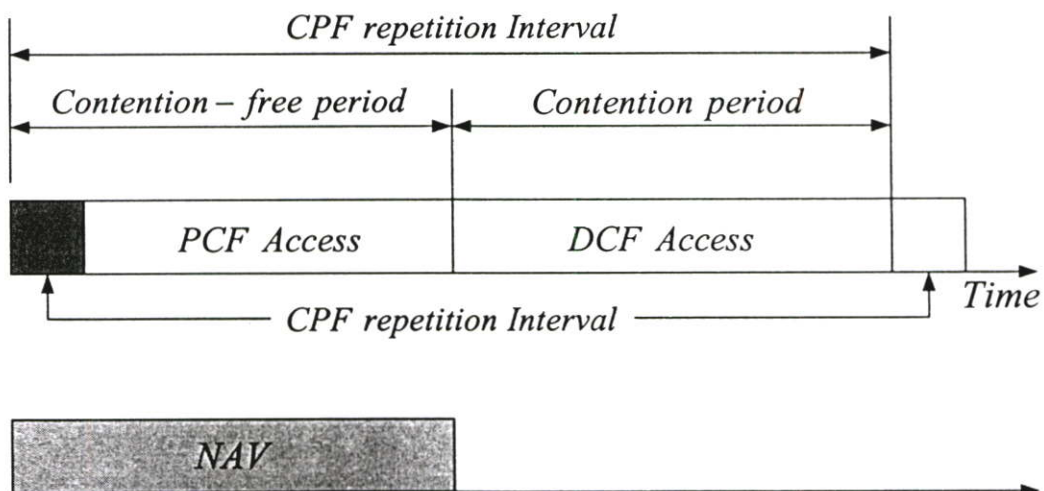 CPF repetition Interval
Contention – free period
Contention period
PCF Access
DCF Access
Time
CPF repetition Interval
NAV